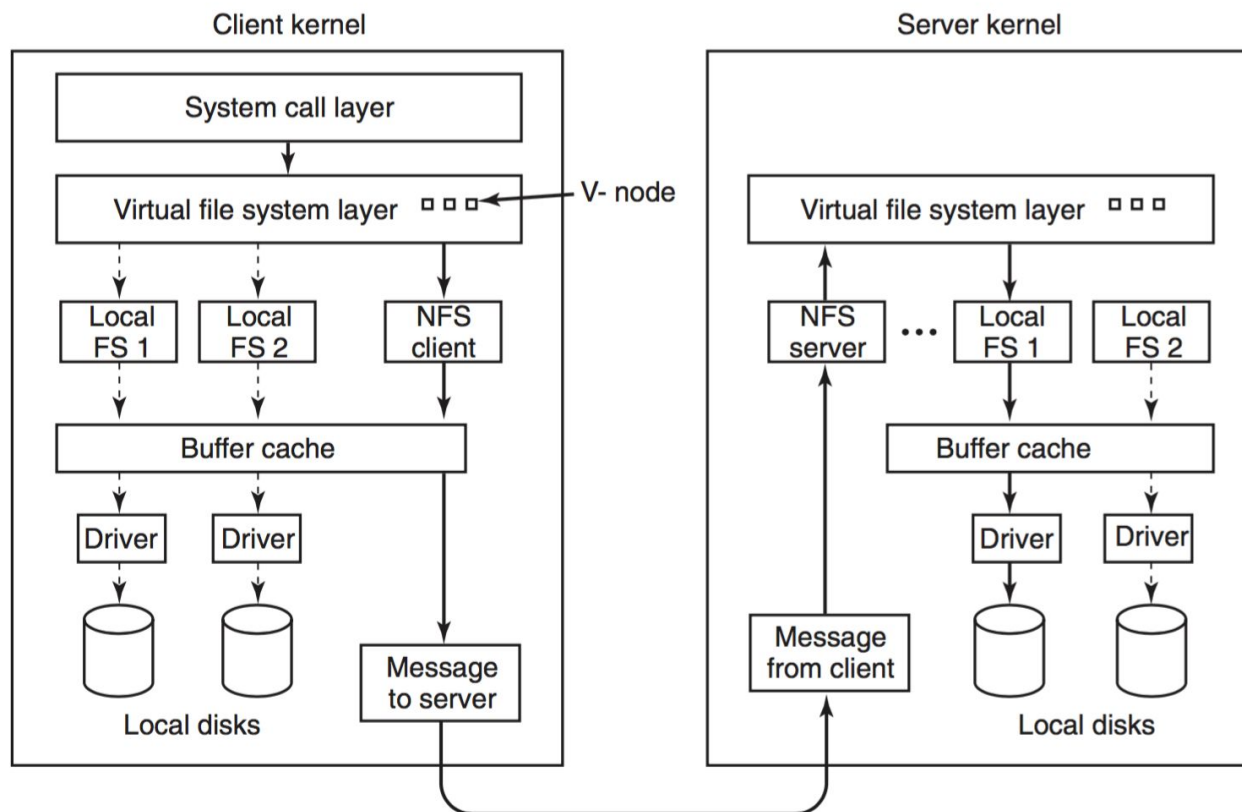 Client kernel
Server kernel
System call layer
Virtual file system layer
V- node
Virtual file system layer
Local
FS 1
Local
FS 2
NFS
client
NFS
server
Local
FS 1
Local
FS 2
Buffer cache
Buffer cache
Driver
Driver
Driver
Driver
Message
to server
Message
from client
Local disks
Local disks